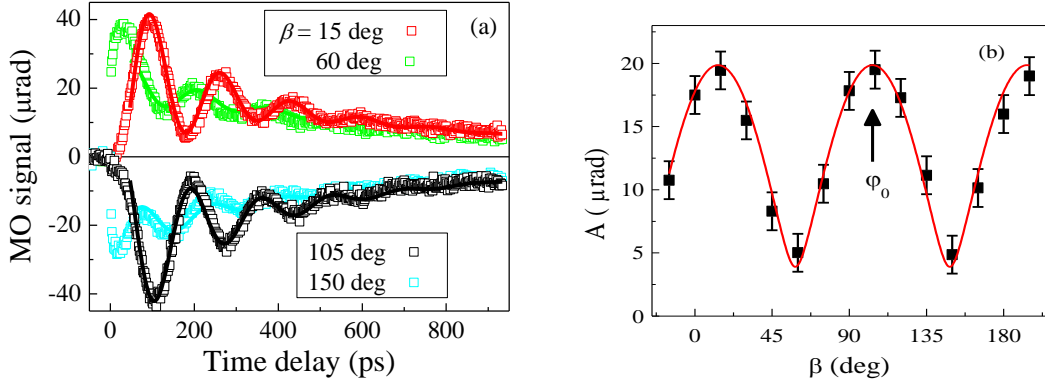 (a)
β = 15 deg
60 deg
MO signal (μrad)
40
20
0
-20
-40
105 deg
150 deg
0 200 400 600 800
Time delay (ps)
(b)
A ( μrad)
20
15
10
5
0
φ0
0 45 90 135 180
β (deg)